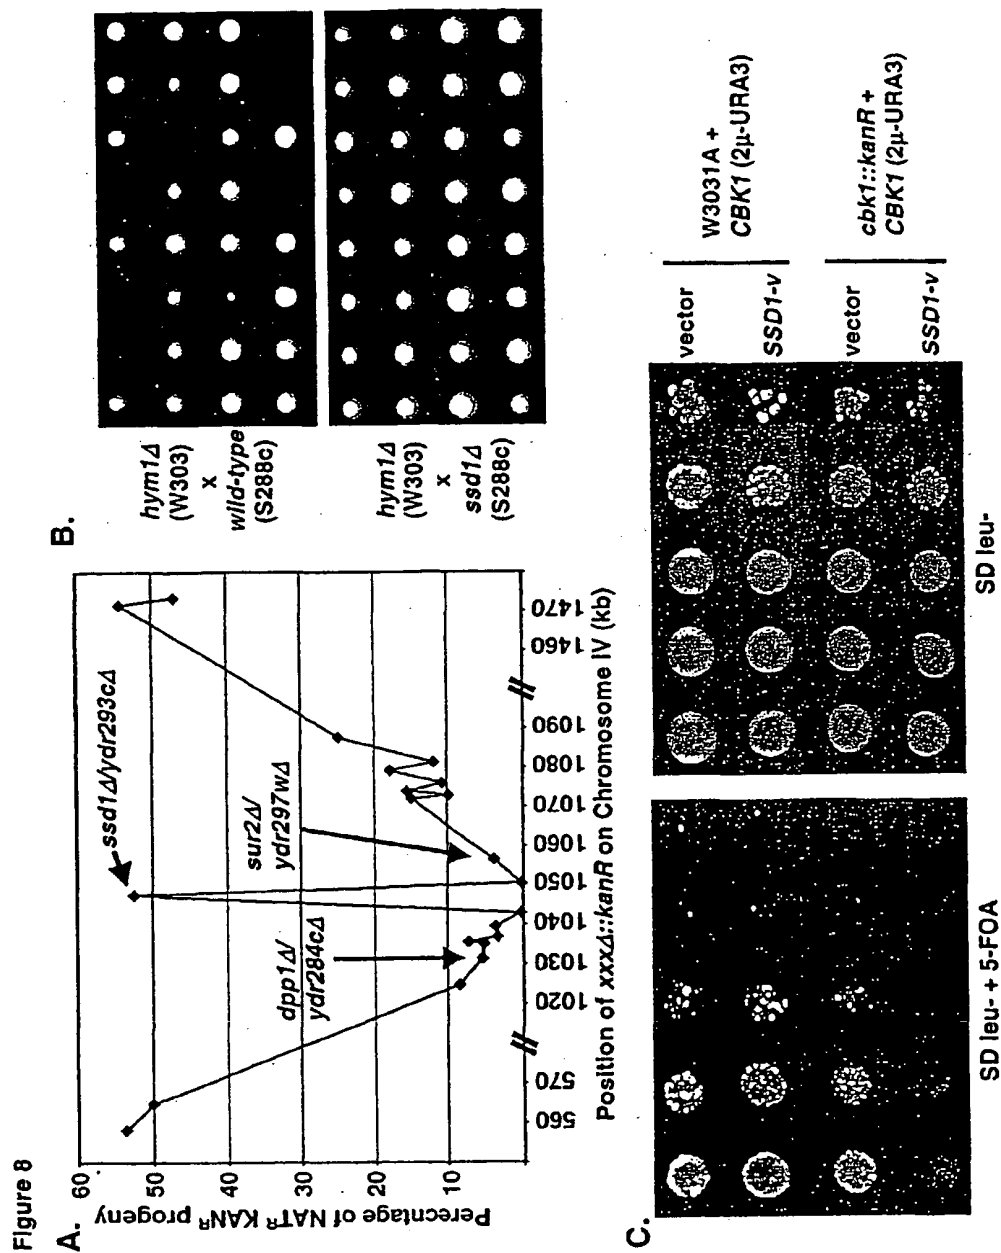 Figure 8
A.
Perecntage of NATᴿ KANᴿ progeny
60
50
40
30
20
10
ssd1Δ/ydr293cΔ
sur2Δ/
ydr297wΔ
dpp1Δ/
ydr284cΔ
560
570
1020
1030
1040
1050
1060
1070
1080
1090
1460
1470
Position of xxxΔ::kanR on Chromosome IV (kb)
B.
hym1Δ
(W303)
x
wild-type
(S288c)
hym1Δ
(W303)
x
ssd1Δ
(S288c)
C.
vector
SSD1-v
vector
SSD1-v
W3031A +
CBK1 (2µ-URA3)
cbk1::kanR +
CBK1 (2µ-URA3)
SD leu- + 5-FOA
SD leu-